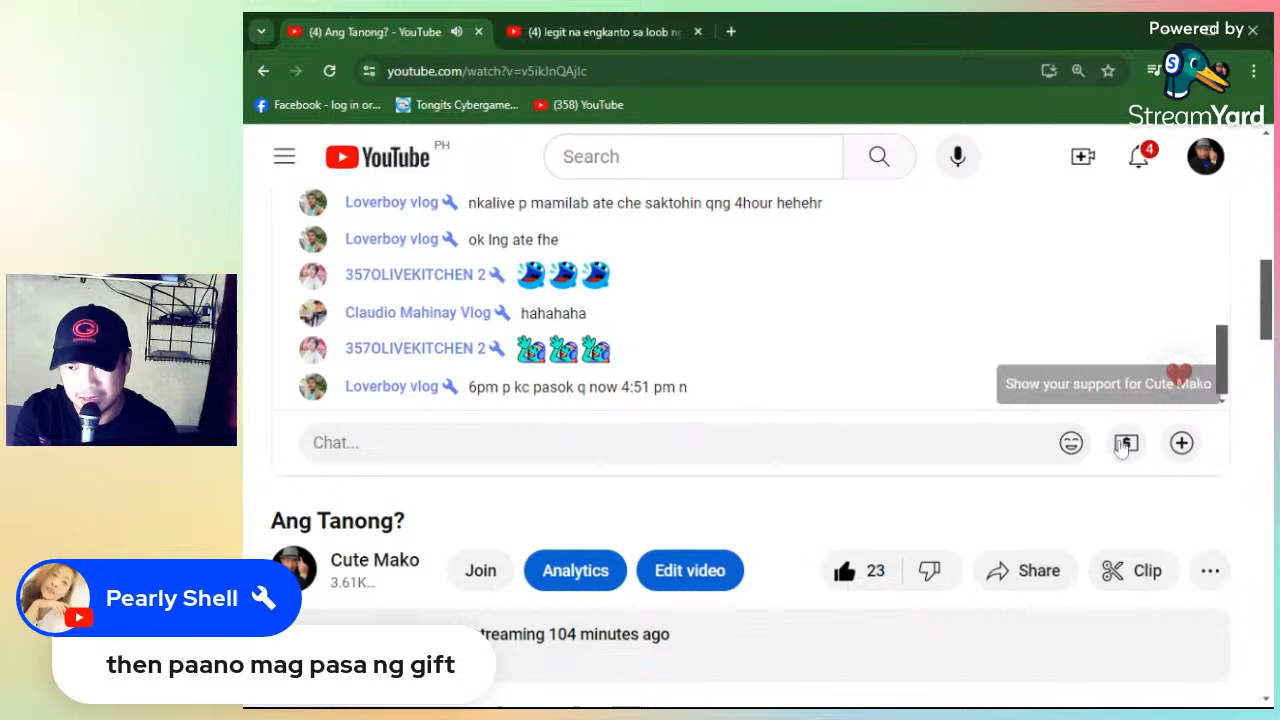 Powered by
StreamYard
(4) Ang Tanong? - YouTube
(4) legit na engkanto sa loob
youtube.com/watch?v=v5ikJnQAjlc
Facebook - log in or...
Tongits Cybergame...
(358) YouTube
YouTube PH
Search
4
Loverboy vlog nkalive p mamilab ate che saktohin qng 4hour hehehr
Loverboy vlog ok lng ate fhe
357OLIVEKITCHEN 2
Claudio Mahinay Vlog hahahaha
357OLIVEKITCHEN 2
Loverboy vlog 6pm p kc pasok q now 4:51 pm n
Show your support for Cute Mako
Chat...
Ang Tanong?
Cute Mako
3.61K...
Join
Analytics
Edit video
23
Share
Clip
streaming 104 minutes ago
Pearly Shell
then paano mag pasa ng gift